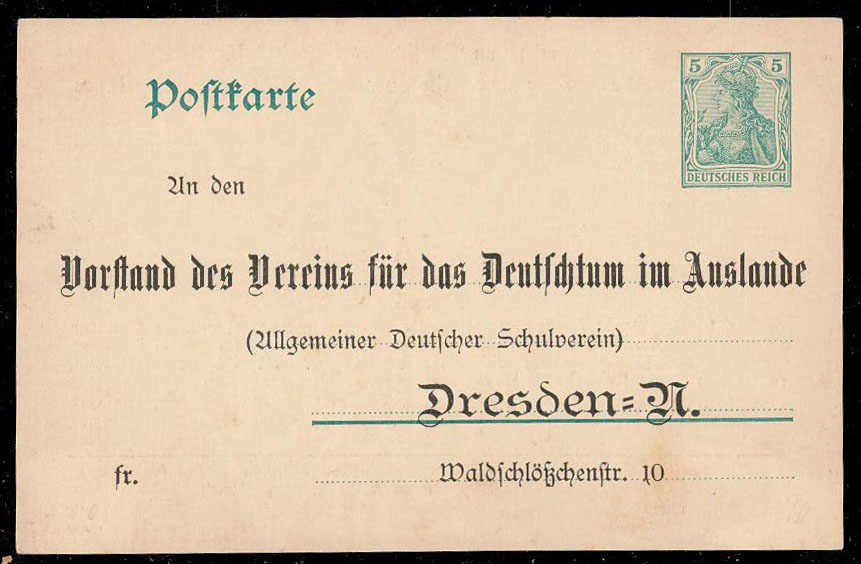 Postkarte
5 5
DEUTSCHES REICH
An den
Vorstand des Vereins für das Deutschtum im Auslande
(Allgemeiner Deutscher Schulverein)
Dresden=N.
fr.
Waldschlößchenstr. 10